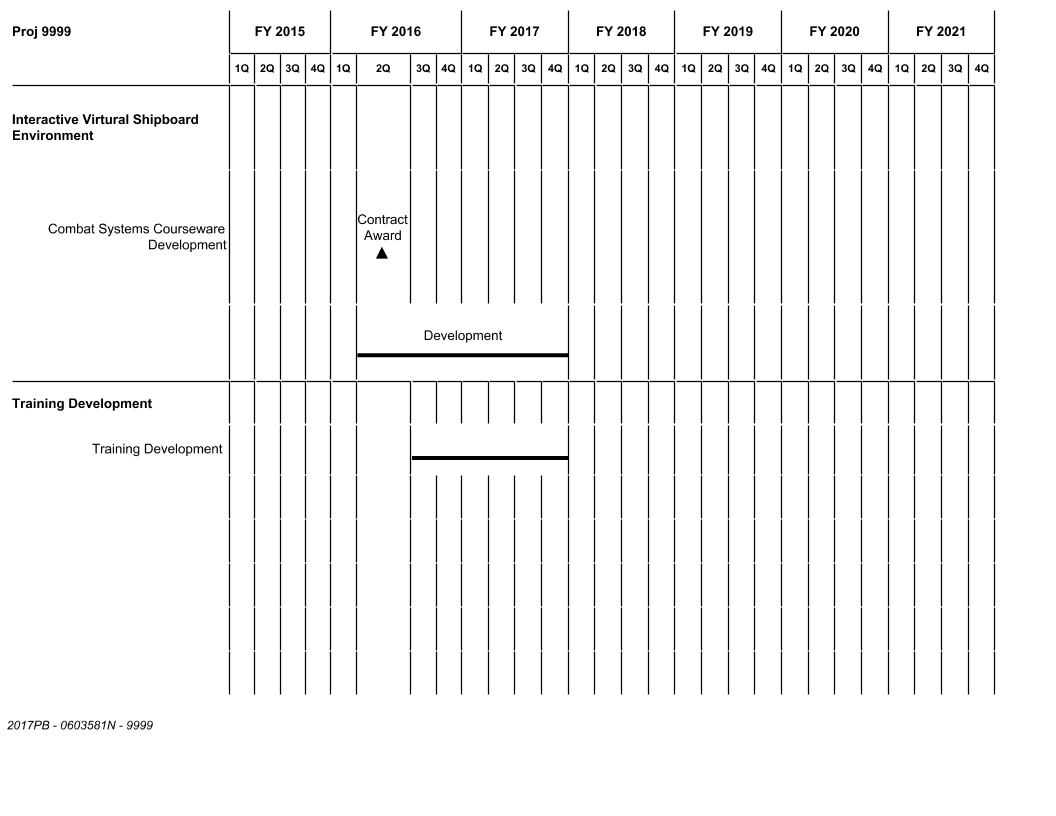 Proj 9999 FY 2015 FY 2016 FY 2017 FY 2018 FY 2019 FY 2020 FY 2021
1Q 2Q 3Q 4Q 1Q 2Q 3Q 4Q 1Q 2Q 3Q 4Q 1Q 2Q 3Q 4Q 1Q 2Q 3Q 4Q 1Q 2Q 3Q 4Q 1Q 2Q 3Q 4Q
Interactive Virtural Shipboard
Environment
Combat Systems Courseware
Development
Contract
Award
Development
Training Development
Training Development
2017PB - 0603581N - 9999